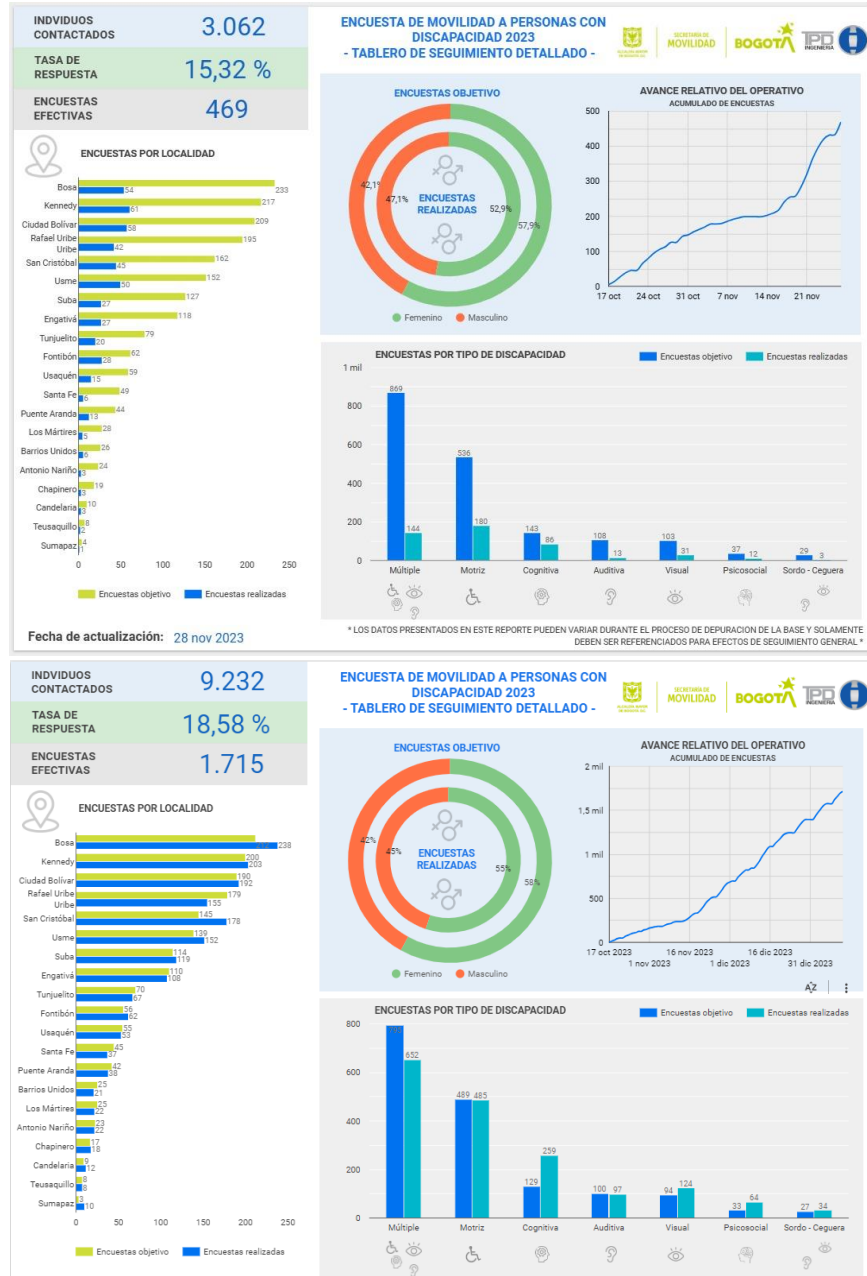 INDVIDUOS
CONTACTADOS
3.062
TASA DE
RESPUESTA
15,32 %
ENCUESTAS
EFECTIVAS
469
ENCUESTA DE MOVILIDAD A PERSONAS CON
DISCAPACIDAD 2023
- TABLERO DE SEGUIMIENTO DETALLADO -
SECRETARÍA DE
MOVILIDAD
BOGOTÁ
TPD
INGENIERÍA
ENCUESTAS POR LOCALIDAD
Bosa
233
54
Kennedy
217
61
Ciudad Bolívar
209
58
Rafael Uribe
Uribe
195
42
San Cristóbal
162
45
Usme
152
50
Suba
127
27
Engativá
118
27
Tunjuelito
79
20
Fontibón
62
28
Usaquén
59
15
Santa Fe
49
6
Puente Aranda
44
13
Los Mártires
28
5
Barrios Unidos
26
6
Antonio Nariño
24
3
Chapinero
19
3
Candelaria
10
3
Teusaquillo
8
2
Sumapaz
4
1
0 50 100 150 200 250
Encuestas objetivo Encuestas realizadas
Fecha de actualización: 28 nov 2023
ENCUESTAS OBJETIVO
42,1%
47,1%
ENCUESTAS
REALIZADAS
52,9%
57,9%
Femenino Masculino
AVANCE RELATIVO DEL OPERATIVO
ACUMULADO DE ENCUESTAS
500
400
300
200
100
0
17 oct 24 oct 31 oct 7 nov 14 nov 21 nov
ENCUESTAS POR TIPO DE DISCAPACIDAD
Encuestas objetivo Encuestas realizadas
1 mil
800
600
400
200
0
869 144
536 180
143 86
108 13
103 31
37 12
29 3
Múltiple Motriz Cognitiva Auditiva Visual Psicosocial Sordo - Ceguera
* LOS DATOS PRESENTADOS EN ESTE REPORTE PUEDEN VARIAR DURANTE EL PROCESO DE DEPURACION DE LA BASE Y SOLAMENTE
DEBEN SER REFERENCIADOS PARA EFECTOS DE SEGUIMIENTO GENERAL *
INDVIDUOS
CONTACTADOS
9.232
TASA DE
RESPUESTA
18,58 %
ENCUESTAS
EFECTIVAS
1.715
ENCUESTA DE MOVILIDAD A PERSONAS CON
DISCAPACIDAD 2023
- TABLERO DE SEGUIMIENTO DETALLADO -
SECRETARÍA DE
MOVILIDAD
BOGOTÁ
TPD
INGENIERÍA
ENCUESTAS POR LOCALIDAD
Bosa
212
238
Kennedy
200
203
Ciudad Bolívar
190
192
Rafael Uribe
Uribe
179
155
San Cristóbal
145
178
Usme
139
152
Suba
114
119
Engativá
110
108
Tunjuelito
70
67
Fontibón
56
62
Usaquén
55
53
Santa Fe
45
37
Puente Aranda
42
38
Barrios Unidos
25
21
Los Mártires
25
22
Antonio Nariño
23
22
Chapinero
17
18
Candelaria
9
12
Teusaquillo
8
8
Sumapaz
3
10
0 50 100 150 200 250
Encuestas objetivo Encuestas realizadas
ENCUESTAS OBJETIVO
42%
45%
ENCUESTAS
REALIZADAS
55%
58%
Femenino Masculino
AVANCE RELATIVO DEL OPERATIVO
ACUMULADO DE ENCUESTAS
2 mil
1,5 mil
1 mil
500
0
17 oct 2023 16 nov 2023 16 dic 2023
1 nov 2023 1 dic 2023 31 dic 2023
AZ
ENCUESTAS POR TIPO DE DISCAPACIDAD
Encuestas objetivo Encuestas realizadas
800
600
400
200
0
652
489 485
129 259
100 97
94 124
33 64
27 34
Múltiple Motriz Cognitiva Auditiva Visual Psicosocial Sordo - Ceguera